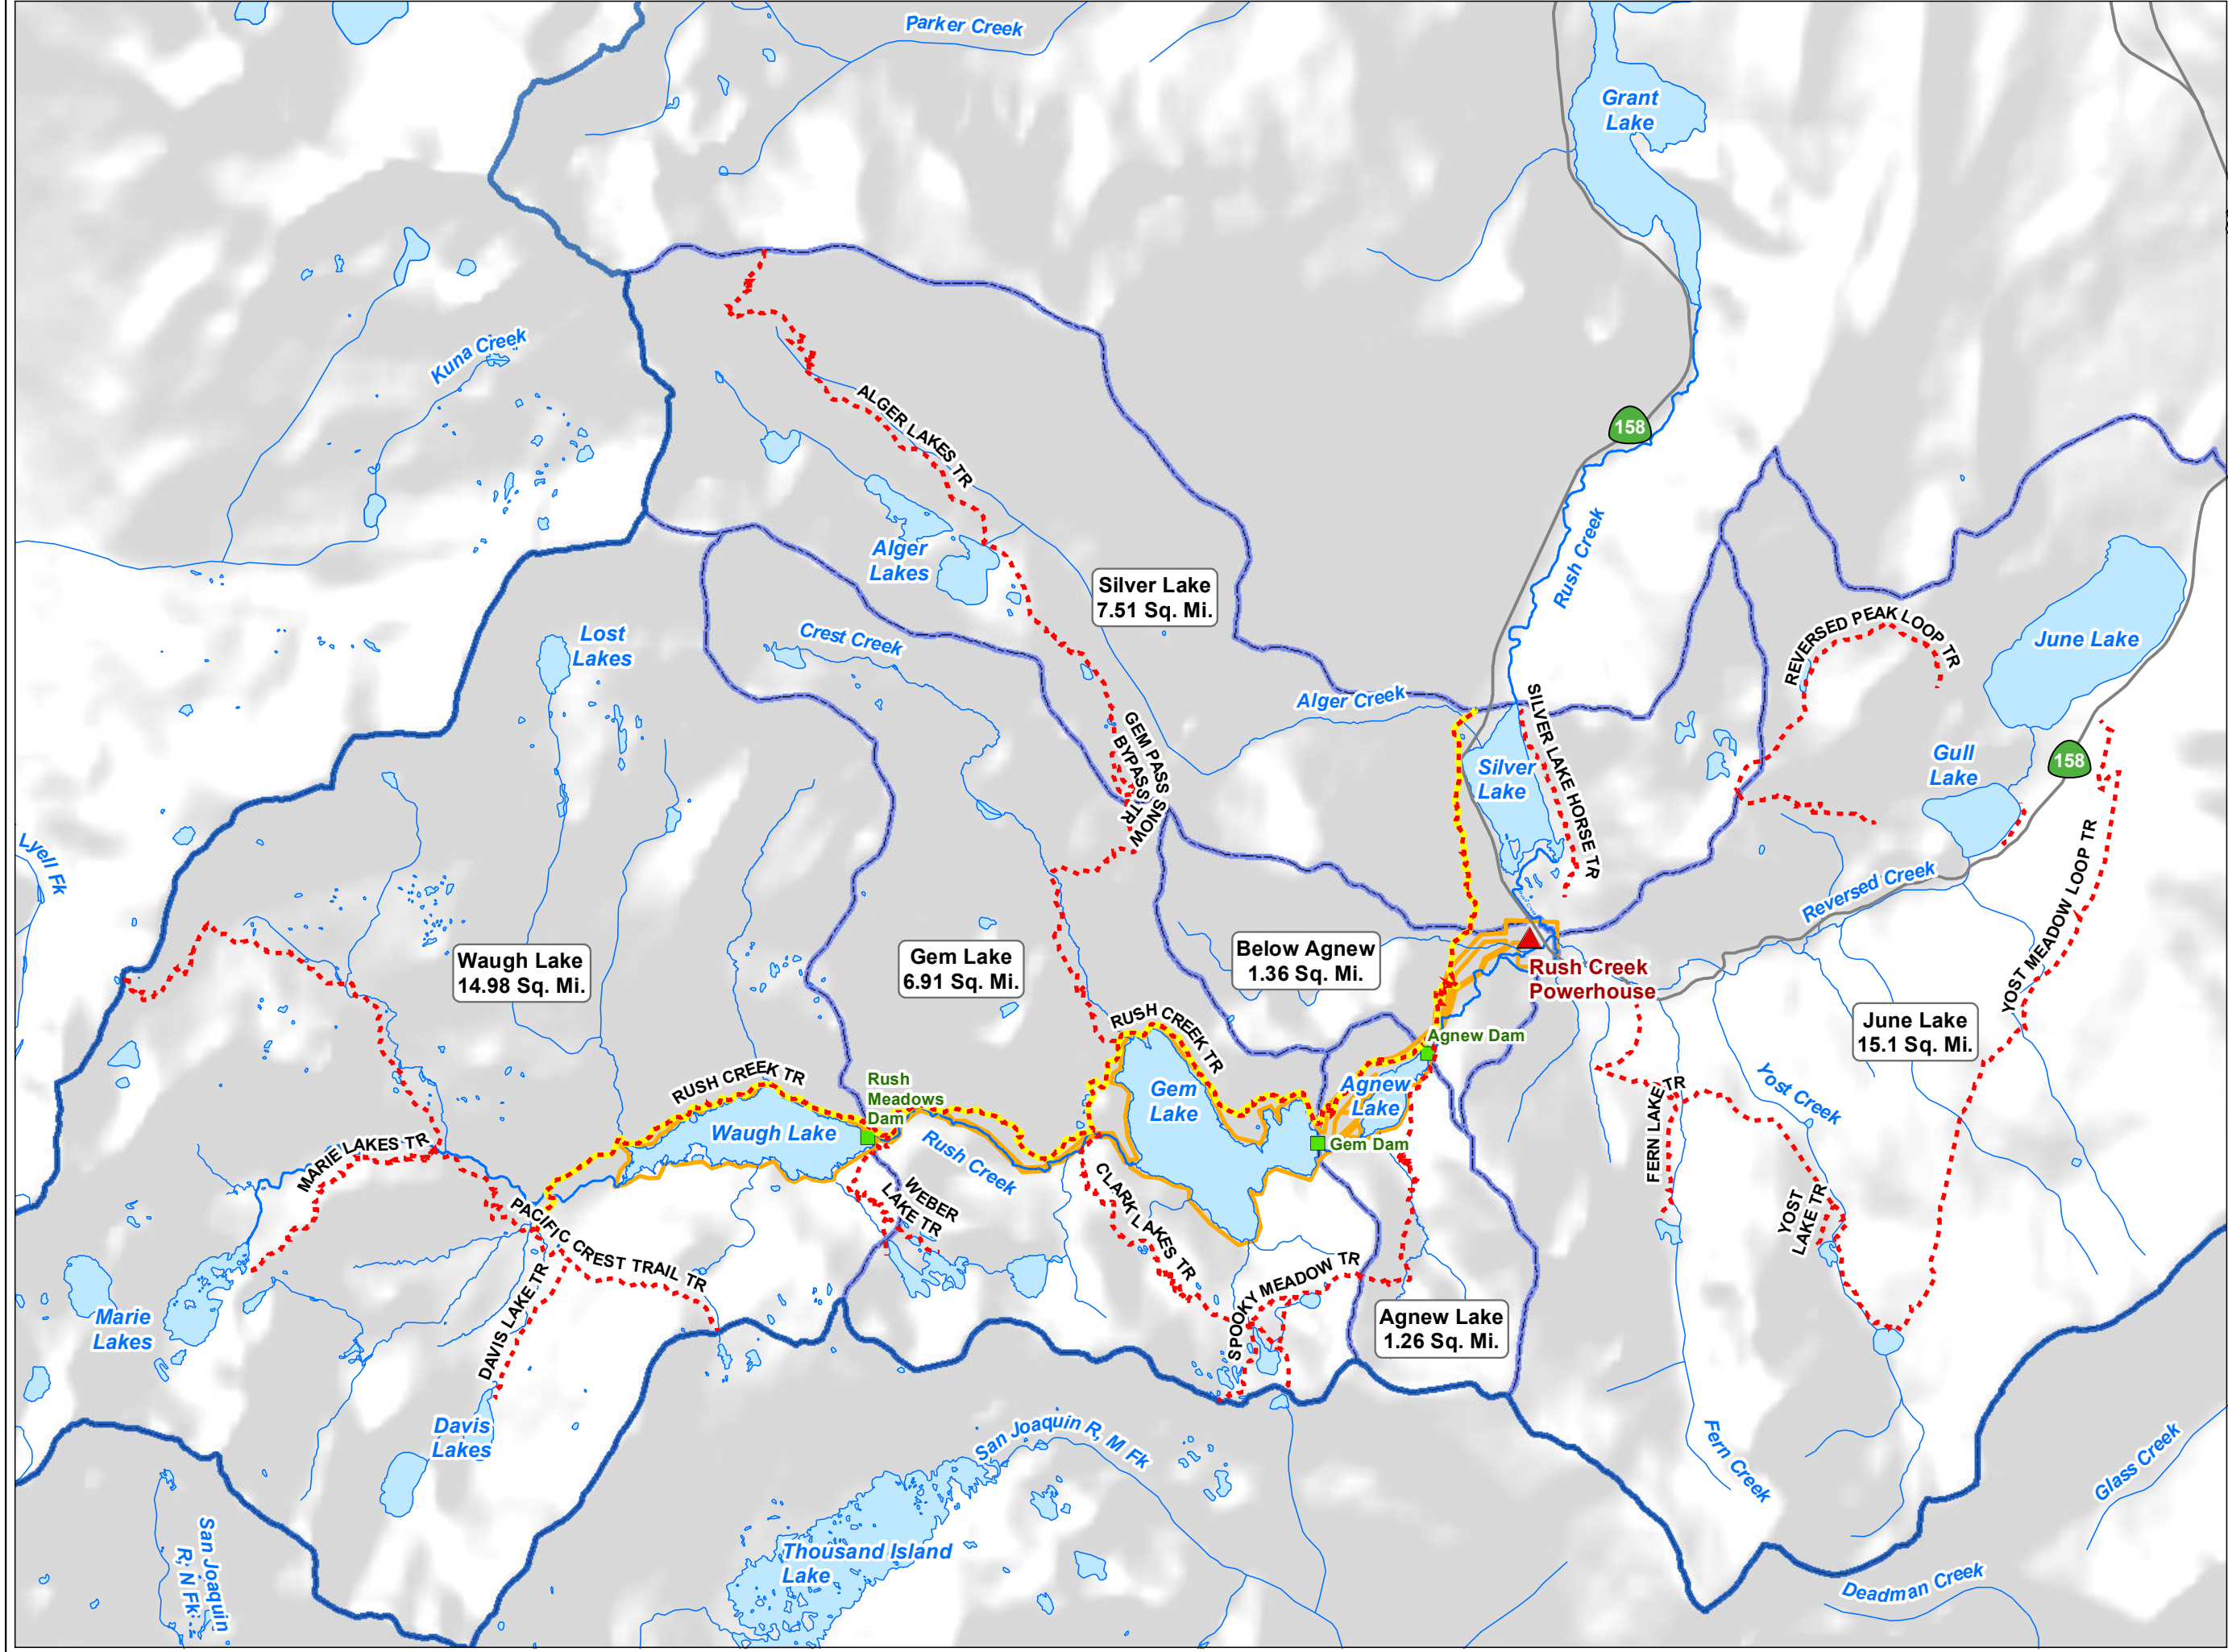 Parker Creek
Grant
Lake
Kuna Creek
ALGER LAKES TR
158
Rush Creek
Alger
Lakes
Silver Lake
7.51 Sq. Mi.
Lost
Lakes
Crest Creek
REVERSED PEAK LOOP TR
June Lake
Alger Creek
SILVER LAKE HORSE TR
GEM PASS SNOW
BYPASS TR
Silver
Lake
Gull
Lake
158
Lyell Fk
YOST MEADOW LOOP TR
Reversed Creek
Waugh Lake
14.98 Sq. Mi.
Gem Lake
6.91 Sq. Mi.
Below Agnew
1.36 Sq. Mi.
Rush Creek
Powerhouse
June Lake
15.1 Sq. Mi.
RUSH CREEK TR
Agnew Dam
RUSH CREEK TR
Rush
Meadows
Dam
Gem
Lake
Agnew
Lake
FERN LAKE TR
Yost Creek
Waugh Lake
Gem Dam
MARIE LAKES TR
Rush Creek
WEBER
LAKE TR
CLARK LAKES TR
YOST
LAKE TR
PACIFIC CREST TRAIL TR
DAVIS LAKE TR
SPOOKY MEADOW TR
Marie
Lakes
Agnew Lake
1.26 Sq. Mi.
Davis
Lakes
San Joaquin R, M Fk
Fern Creek
Glass Creek
San Joaquin
R, N Fk
Thousand Island
Lake
Deadman Creek